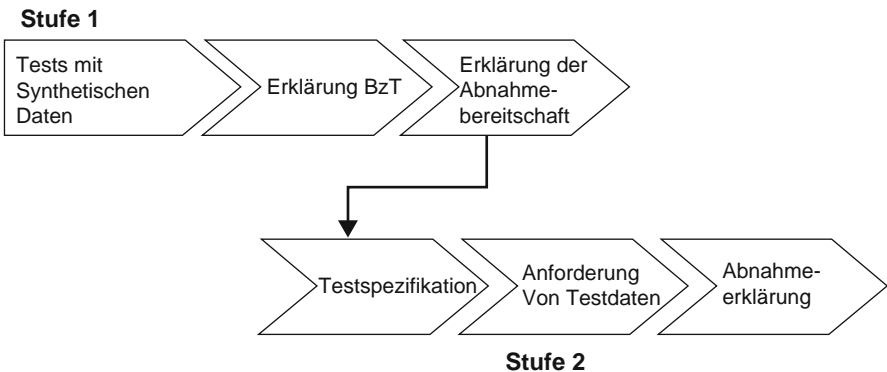 Stufe 1
Tests mit
Synthetischen
Daten
Erklärung BzT
Erklärung der
Abnahme-
bereitschaft
Testspezifikation
Anforderung
Von Testdaten
Abnahme-
erklärung
Stufe 2